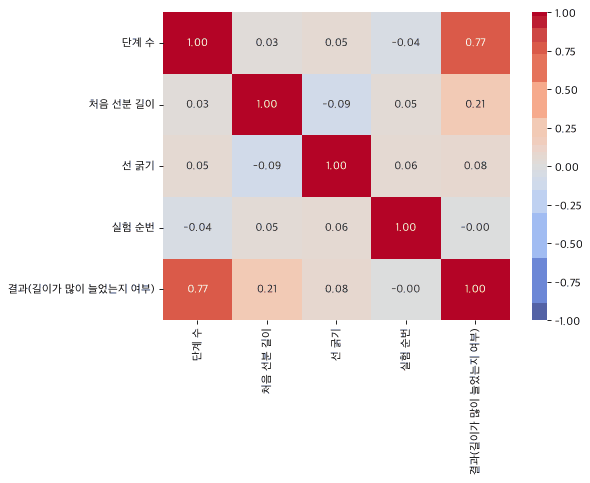 단계 수
1.00 0.03 0.05 -0.04 0.77
처음 선분 길이
0.03 1.00 -0.09 0.05 0.21
선 굵기
0.05 -0.09 1.00 0.06 0.08
실험 순번
-0.04 0.05 0.06 1.00 -0.00
결과(길이가 많이 늘었는지 여부)
0.77 0.21 0.08 -0.00 1.00
단계 수
처음 선분 길이
선 굵기
실험 순번
결과(길이가 많이 늘었는지 여부)
1.00
0.75
0.50
0.25
0.00
-0.25
-0.50
-0.75
-1.00